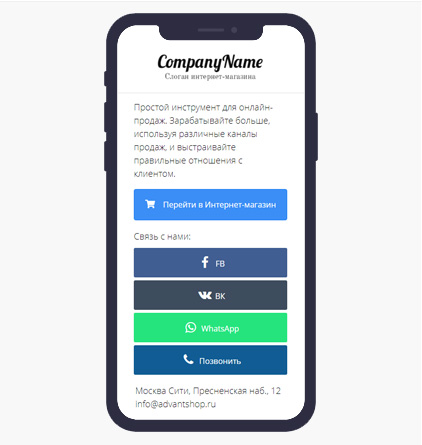 CompanyName
Слоган интернет-магазина
Простой инструмент для онлайн-
продаж. Зарабатывайте больше,
используя различные каналы
продаж, и выстраивайте
правильные отношения с
клиентом.
Перейти в Интернет-магазин
Связь с нами:
FB
ВК
WhatsApp
Позвонить
Москва Сити, Пресненская наб., 12
info@advantshop.ru